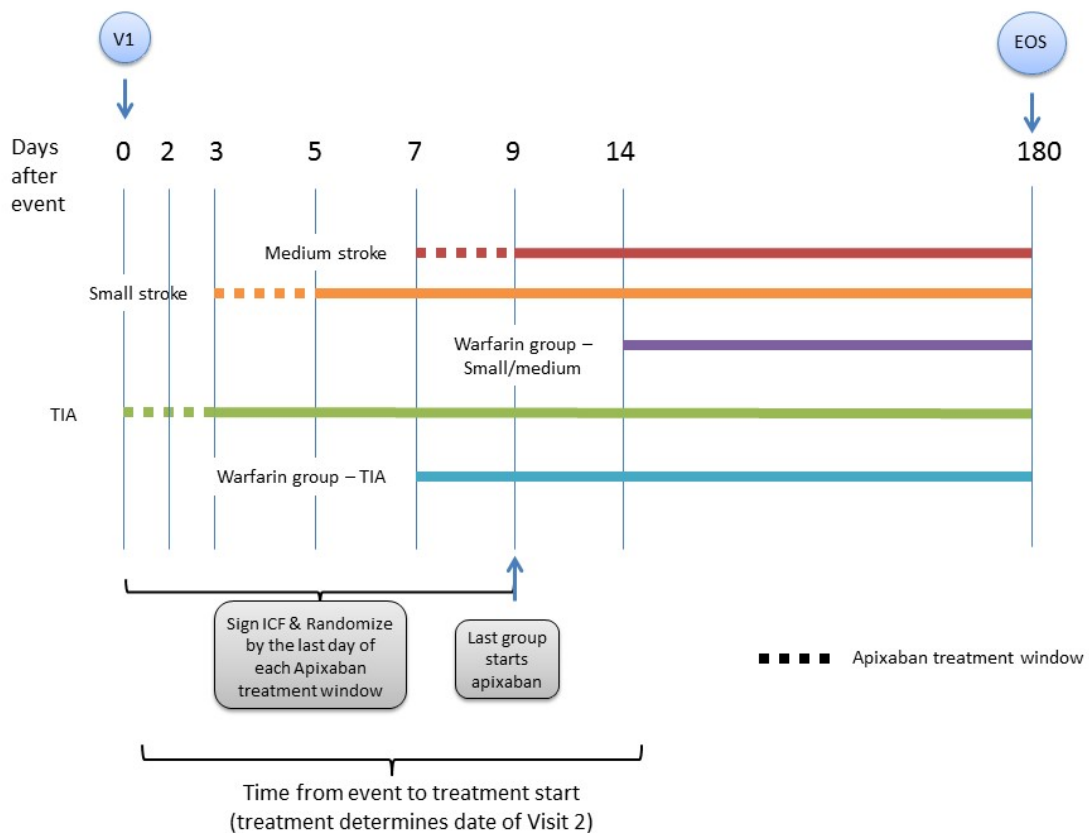 V1
EOS
Days
after
event
0 2 3 5 7 9 14 180
Medium stroke
Small stroke
Warfarin group –
Small/medium
TIA
Warfarin group – TIA
Sign ICF & Randomize
by the last day of
each Apixaban
treatment window
Last group
starts
apixaban
Apixaban treatment window
Time from event to treatment start
(treatment determines date of Visit 2)